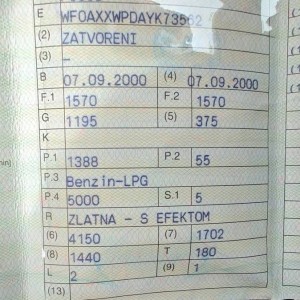 E WF0AXXWPDAYK73562
(2) ZATVORENI
(3) –
B 07.09.2000 (4) 07.09.2000
F.1 1570 F.2 1570
G 1195 (5) 375
K
P.1 1388 P.2 55
P.3 Benzin-LPG
P.4 5000 S.1 5
R ZLATNA - S EFEKTOM
(6) 4150 (7) 1702
(8) 1440 T 180
L 2 (9) 1
(13)